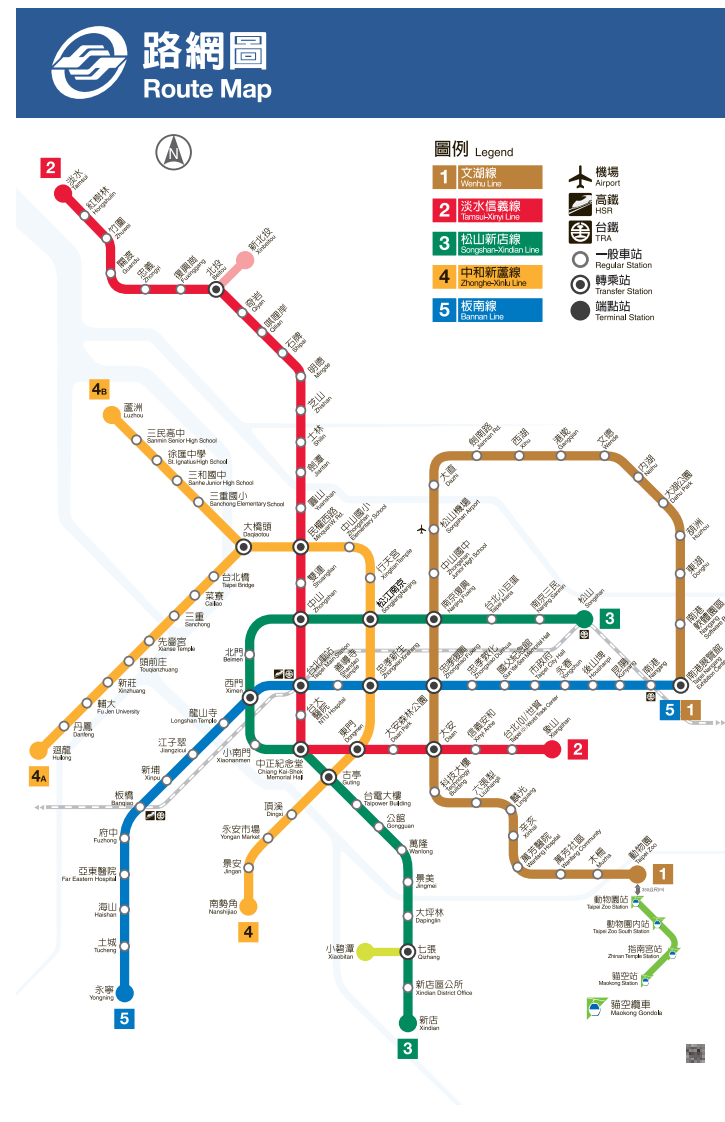 路網圖
Route Map
N
圖例 Legend
1 文湖線
Wenhu Line
2 淡水信義線
Tamsui-Xinyi Line
3 松山新店線
Songshan-Xindian Line
4 中和新蘆線
Zhonghe-Xinlu Line
5 板南線
Bannan Line
機場
Airport
高鐵
HSR
台鐵
TRA
一般車站
Regular Station
轉乘站
Transfer Station
端點站
Terminal Station
2
淡水
Tamsui
紅樹林
Hongshulin
竹圍
Zhuwei
關渡
Guandu
忠義
Zhongyi
復興崗
Fuxinggang
北投
Beitou
新北投
Xinbeitou
奇岩
Qiyan
唭哩岸
Qilian
石牌
Shipai
明德
Mingde
芝山
Zhishan
士林
Shilin
劍潭
Jiantan
圓山
Yuanshan
民權西路
Minquan W. Rd.
雙連
Shuanglian
中山
Zhongshan
台北車站
Taipei Main Station
台大
醫院
NTU Hospital
中正紀念堂
Chiang Kai-Shek
Memorial Hall
東門
Dongmen
大安森林公園
Daan Park
大安
Daan
信義安和
Xinyi Anhe
台北101/世貿
Taipei 101/World Trade Center
象山
Xiangshan
2
4B
蘆洲
Luzhou
三民高中
Sanmin Senior High School
徐匯中學
St. Ignatius High School
三和國中
Sanhe Junior High School
三重國小
Sanchong Elementary School
大橋頭
Daqiaotou
台北橋
Taipei Bridge
菜寮
Cailiao
三重
Sanchong
先嗇宮
Xianse Temple
頭前庄
Touqianzhuang
新莊
Xinzhuang
輔大
Fu Jen University
丹鳳
Danfeng
迴龍
Huilong
4A
中山國小
Zhongshan
Elementary School
行天宮
Xingtian Temple
松江南京
Songjiang Nanjing
忠孝新生
Zhongxiao Xinsheng
古亭
Guting
頂溪
Dingxi
永安市場
Yongan Market
景安
Jingan
南勢角
Nanshijiao
4
劍南路
Jiannan Rd.
西湖
Xihu
港墘
Gangqian
文德
Wende
內湖
Neihu
大湖公園
Dahu Park
葫洲
Huzhou
東湖
Donghu
南港
軟體園區
Nangang
Software Park
南港展覽館
Nangang
Exhibition Center
大直
Dazhi
松山機場
Songshan Airport
中山國中
Zhongshan
Junior High School
南京復興
Nanjing Fuxing
忠孝復興
Zhongxiao Fuxing
科技大樓
Technology
Building
六張犁
Liuzhangli
麟光
Linguang
辛亥
Xinhai
萬芳醫院
Wanfang Hospital
萬芳社區
Wanfang Community
木柵
Muzha
動物園
Taipei Zoo
1
台北小巨蛋
Taipei Arena
南京三民
Nanjing Sanmin
松山
Songshan
3
北門
Beimen
西門
Ximen
小南門
Xiaonanmen
台電大樓
Taipower Building
公館
Gongguan
萬隆
Wanlong
景美
Jingmei
大坪林
Dapinglin
七張
Qizhang
小碧潭
Xiaobitan
新店區公所
Xindian District Office
新店
Xindian
3
善導寺
Shandao
Temple
忠孝敦化
Zhongxiao Dunhua
國父紀念館
Sun Yat-Sen Memorial Hall
市政府
Taipei City Hall
永春
Yongchun
後山埤
Houshanpi
昆陽
Kunyang
南港
Nangang
5 1
龍山寺
Longshan Temple
江子翠
Jiangzicui
新埔
Xinpu
板橋
Banqiao
府中
Fuzhong
亞東醫院
Far Eastern Hospital
海山
Haishan
土城
Tucheng
永寧
Yongning
5
動物園站
Taipei Zoo Station
動物園內站
Taipei Zoo South Station
指南宮站
Zhinan Temple Station
貓空站
Maokong Station
貓空纜車
Maokong Gondola